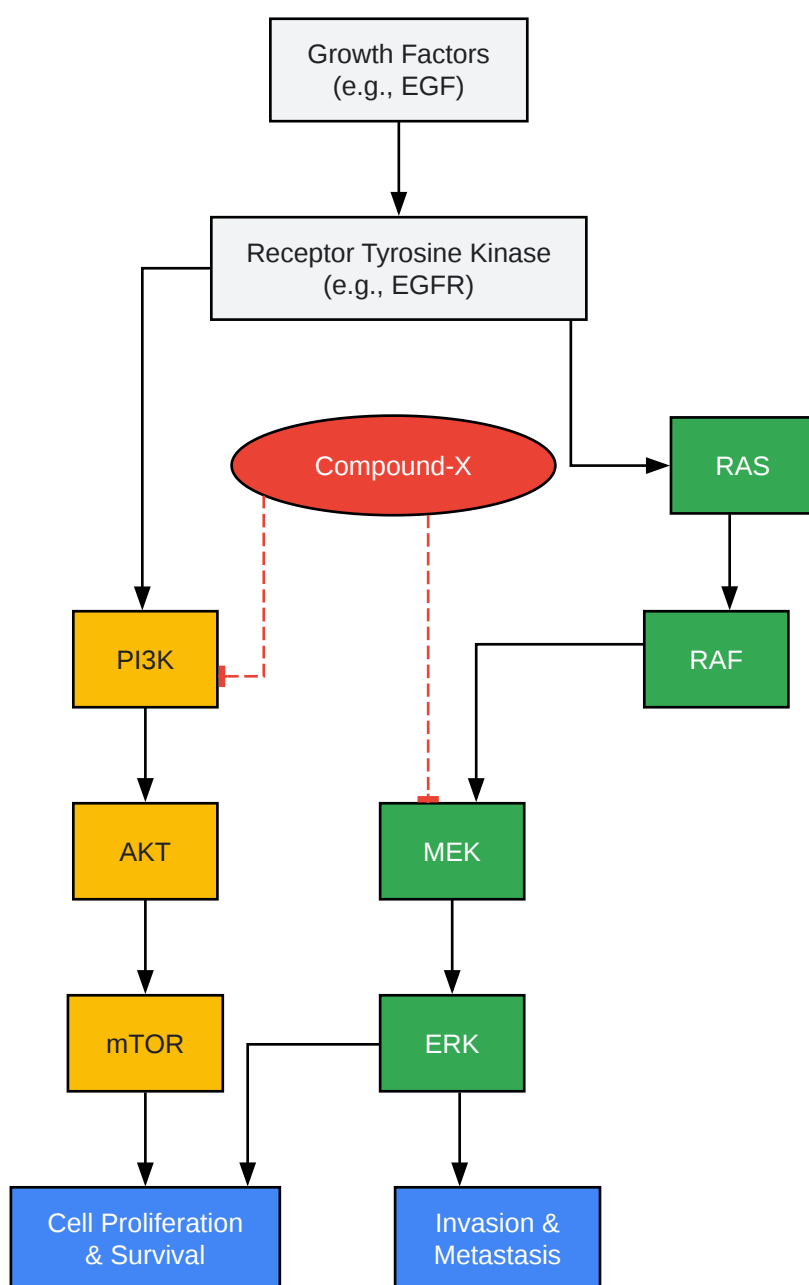 Growth Factors
(e.g., EGF)
Receptor Tyrosine Kinase
(e.g., EGFR)
Compound-X
RAS
PI3K
RAF
AKT
MEK
mTOR
ERK
Cell Proliferation
& Survival
Invasion &
Metastasis